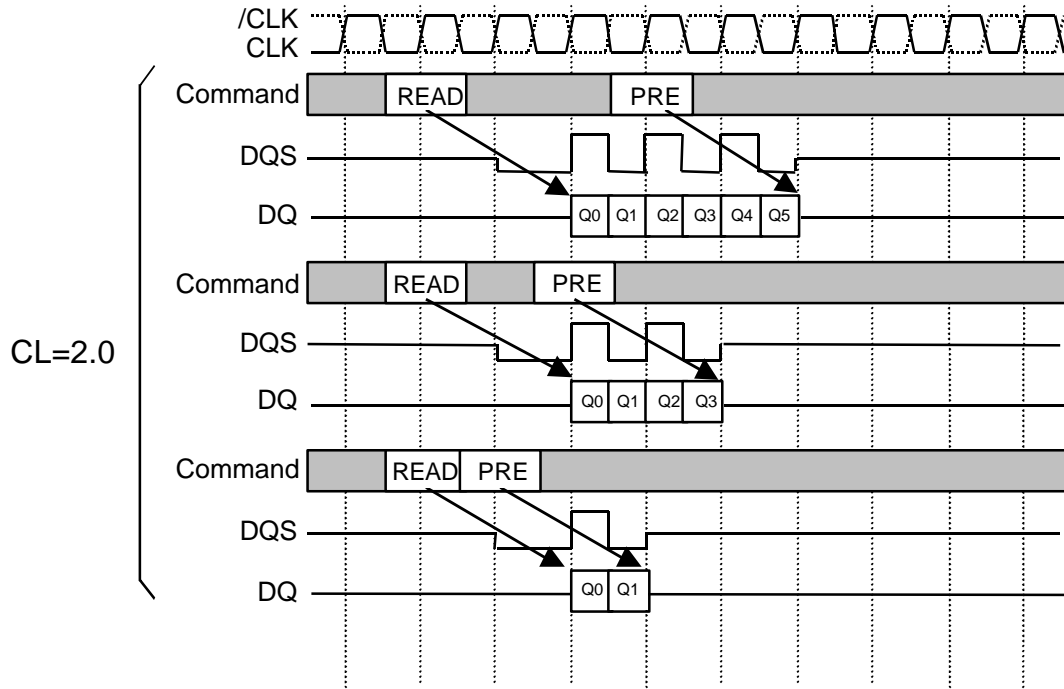 /CLK
CLK
Command READ PRE
DQS
DQ Q0 Q1 Q2 Q3 Q4 Q5
Command READ PRE
DQS
CL=2.0
DQ Q0 Q1 Q2 Q3
Command READ PRE
DQS
DQ Q0 Q1